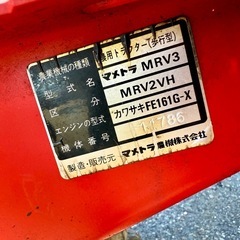 農業機械の種類 農用トラクター(歩行型)
型式名 マメトラ MRV3
区分 MRV2VH
エンジンの型式 カワサキFE161G-X
機体番号
製造・販売元 マメトラ農機株式会社